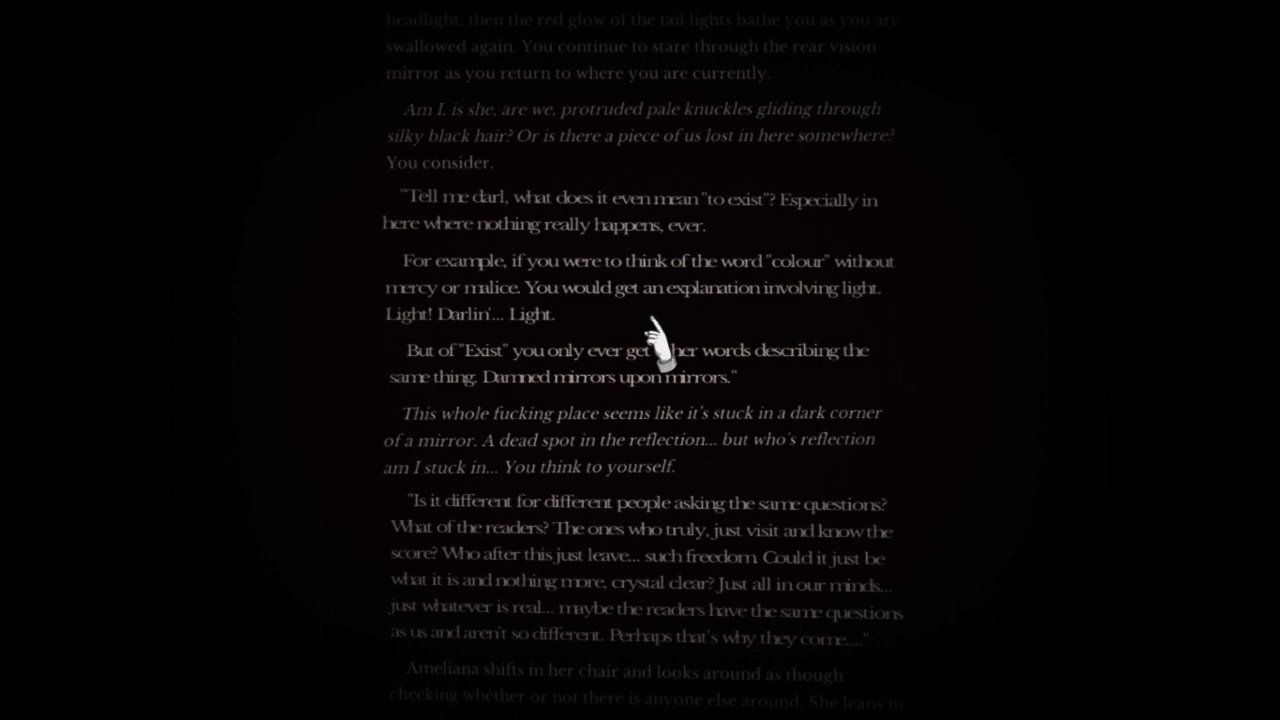 headlight, then the red glow of the tail lights bathe you as you are
swallowed again. You continue to stare through the rear vision
mirror as you return to where you are currently.
Am I, is she, are we, protruded pale knuckles gliding through
silky black hair? Or is there a piece of us lost in here somewhere?
You consider.
"Tell me darl, what does it even mean "to exist"? Especially in
here where nothing really happens, ever.
For example, if you were to think of the word "colour" without
mercy or malice. You would get an explanation involving light.
Light! Darlin'... Light.
But of "Exist" you only ever get her words describing the
same thing. Damned mirrors upon mirrors."
This whole fucking place seems like it's stuck in a dark corner
of a mirror. A dead spot in the reflection... but who's reflection
am I stuck in... You think to yourself.
"Is it different for different people asking the same questions?
What of the readers? The ones who truly, just visit and know the
score? Who after this just leave... such freedom. Could it just be
what it is and nothing more, crystal clear? Just all in our minds...
just whatever is real... maybe the readers have the same questions
as us and aren't so different. Perhaps that's why they come...."
Ameliana shifts in her chair and looks around as though
checking whether or not there is anyone else around. She leans in